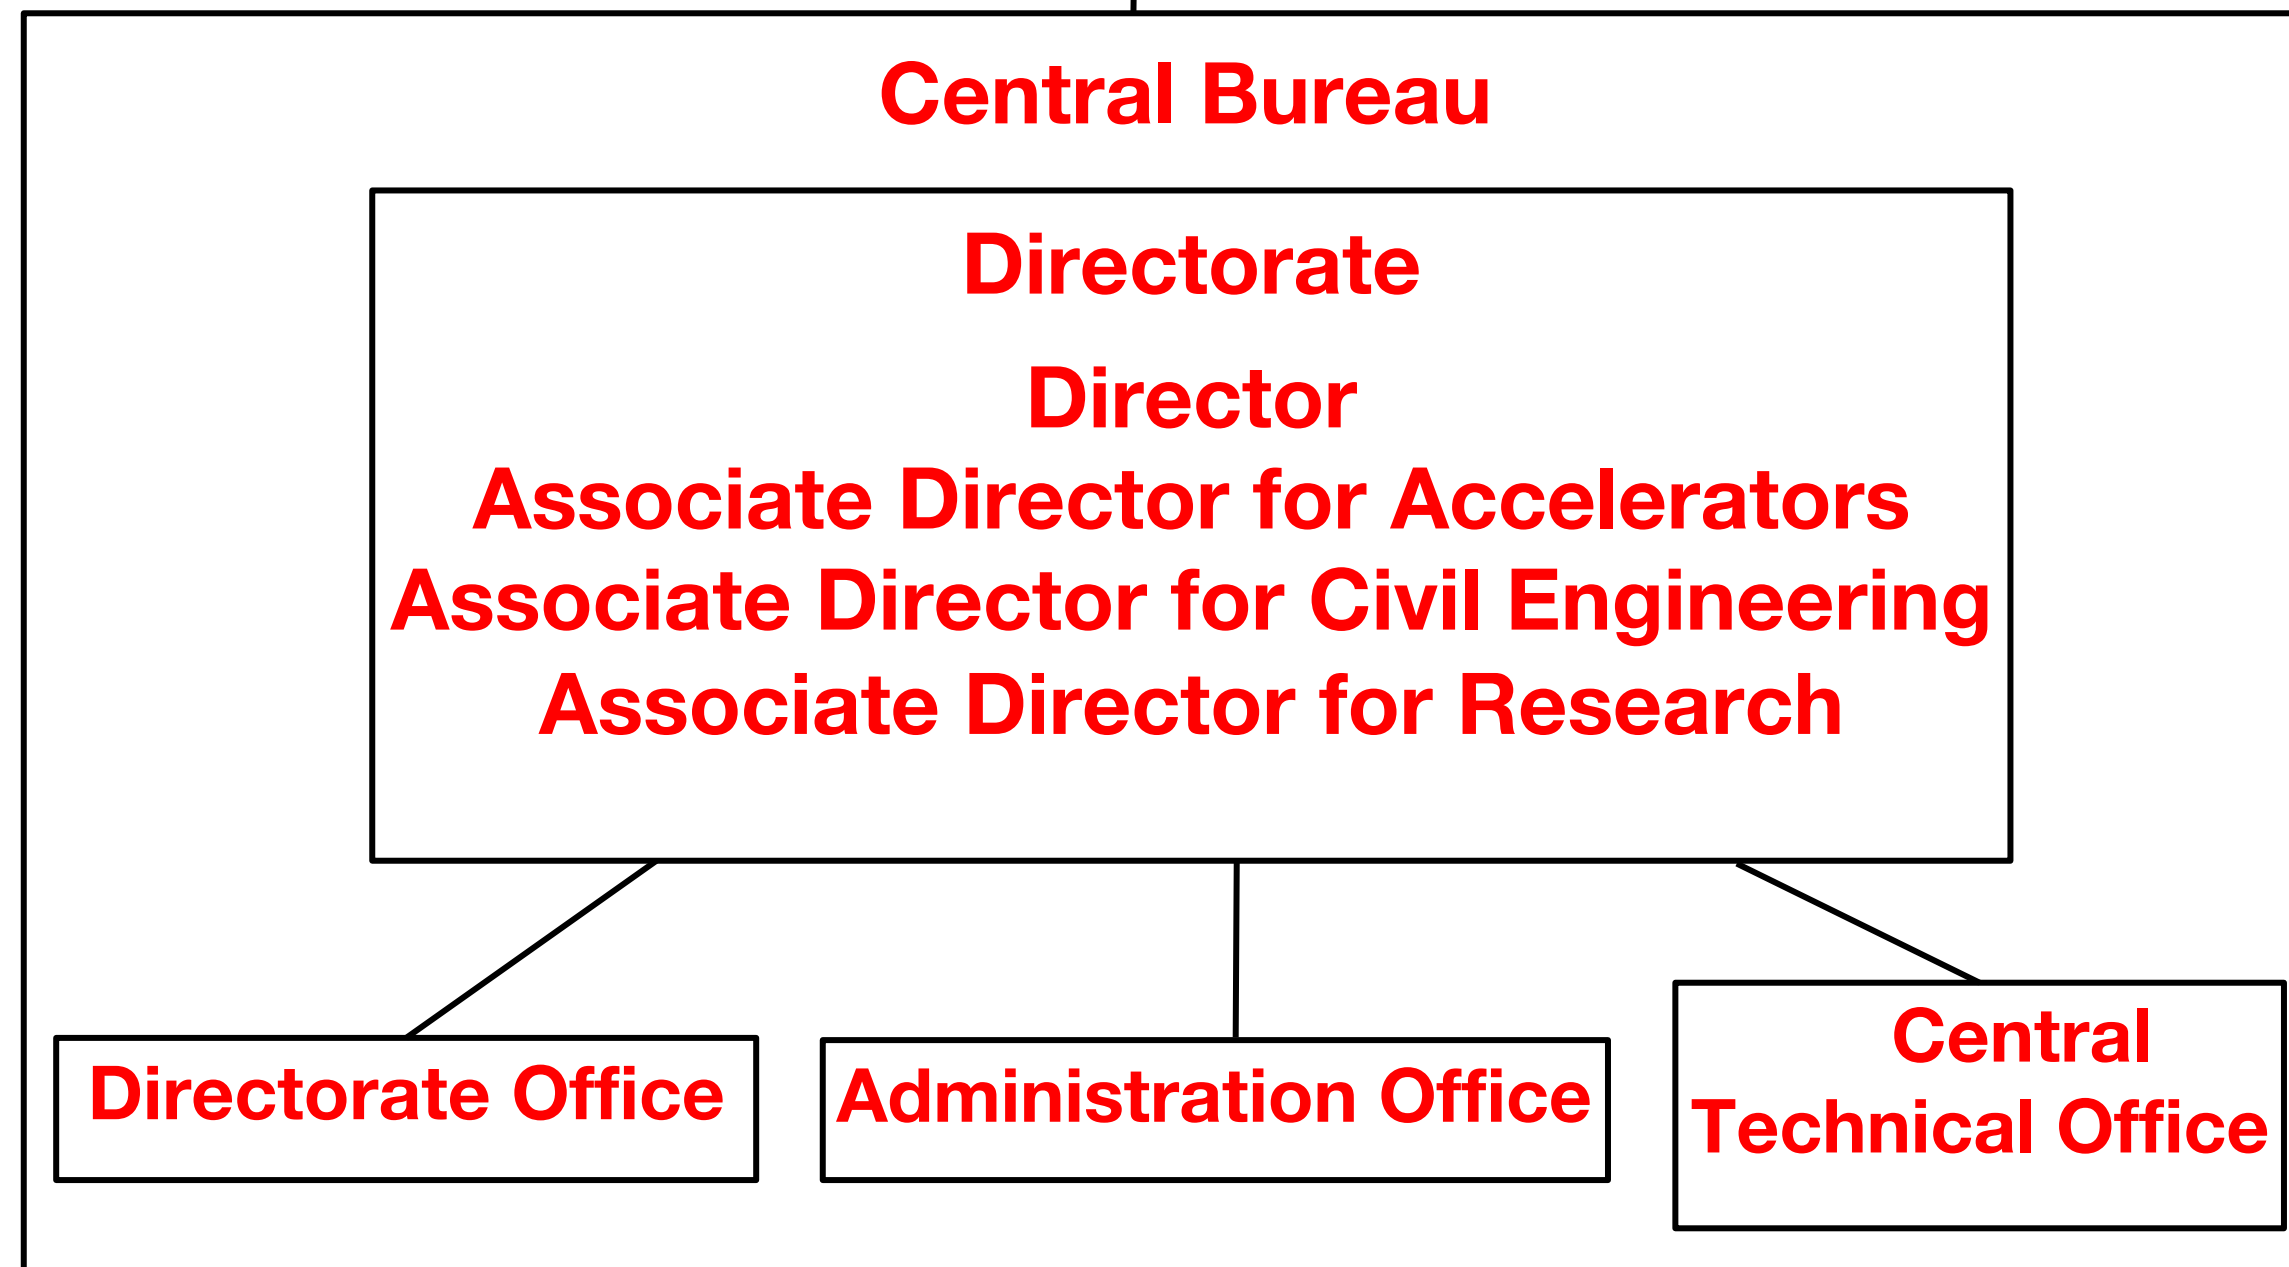 Central Bureau
Directorate
Director
Associate Director for Accelerators
Associate Director for Civil Engineering
Associate Director for Research
Directorate Office
Administration Office
Central
Technical Office